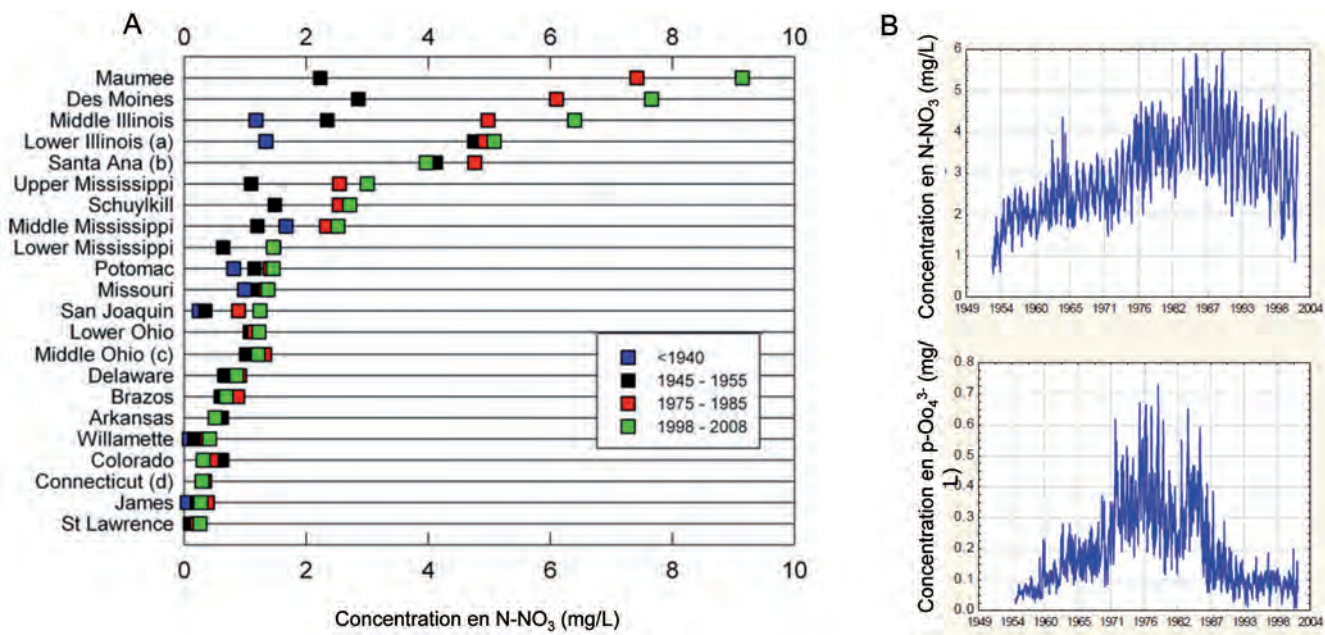 A
0 2 4 6 8 10
Maumee
Des Moines
Middle Illinois
Lower Illinois (a)
Santa Ana (b)
Upper Mississippi
Schuylkill
Middle Mississippi
Lower Mississippi
Potomac
Missouri
San Joaquin
Lower Ohio
Middle Ohio (c)
Delaware
Brazos
Arkansas
Willamette
Colorado
Connecticut (d)
James
St Lawrence
<1940
1945 - 1955
1975 - 1985
1998 - 2008
0 2 4 6 8 10
Concentration en N-NO₃ (mg/L)
B
Concentration en N-NO₃ (mg/L)
6
5
4
3
2
1
0
1949 1954 1960 1965 1971 1976 1982 1987 1993 1998 2004
Concentration en p-Oo₄³⁻ (mg/
L)
0.8
0.7
0.6
0.5
0.4
0.3
0.2
0.1
0.0
1949 1954 1960 1965 1971 1976 1982 1987 1993 1998 2004